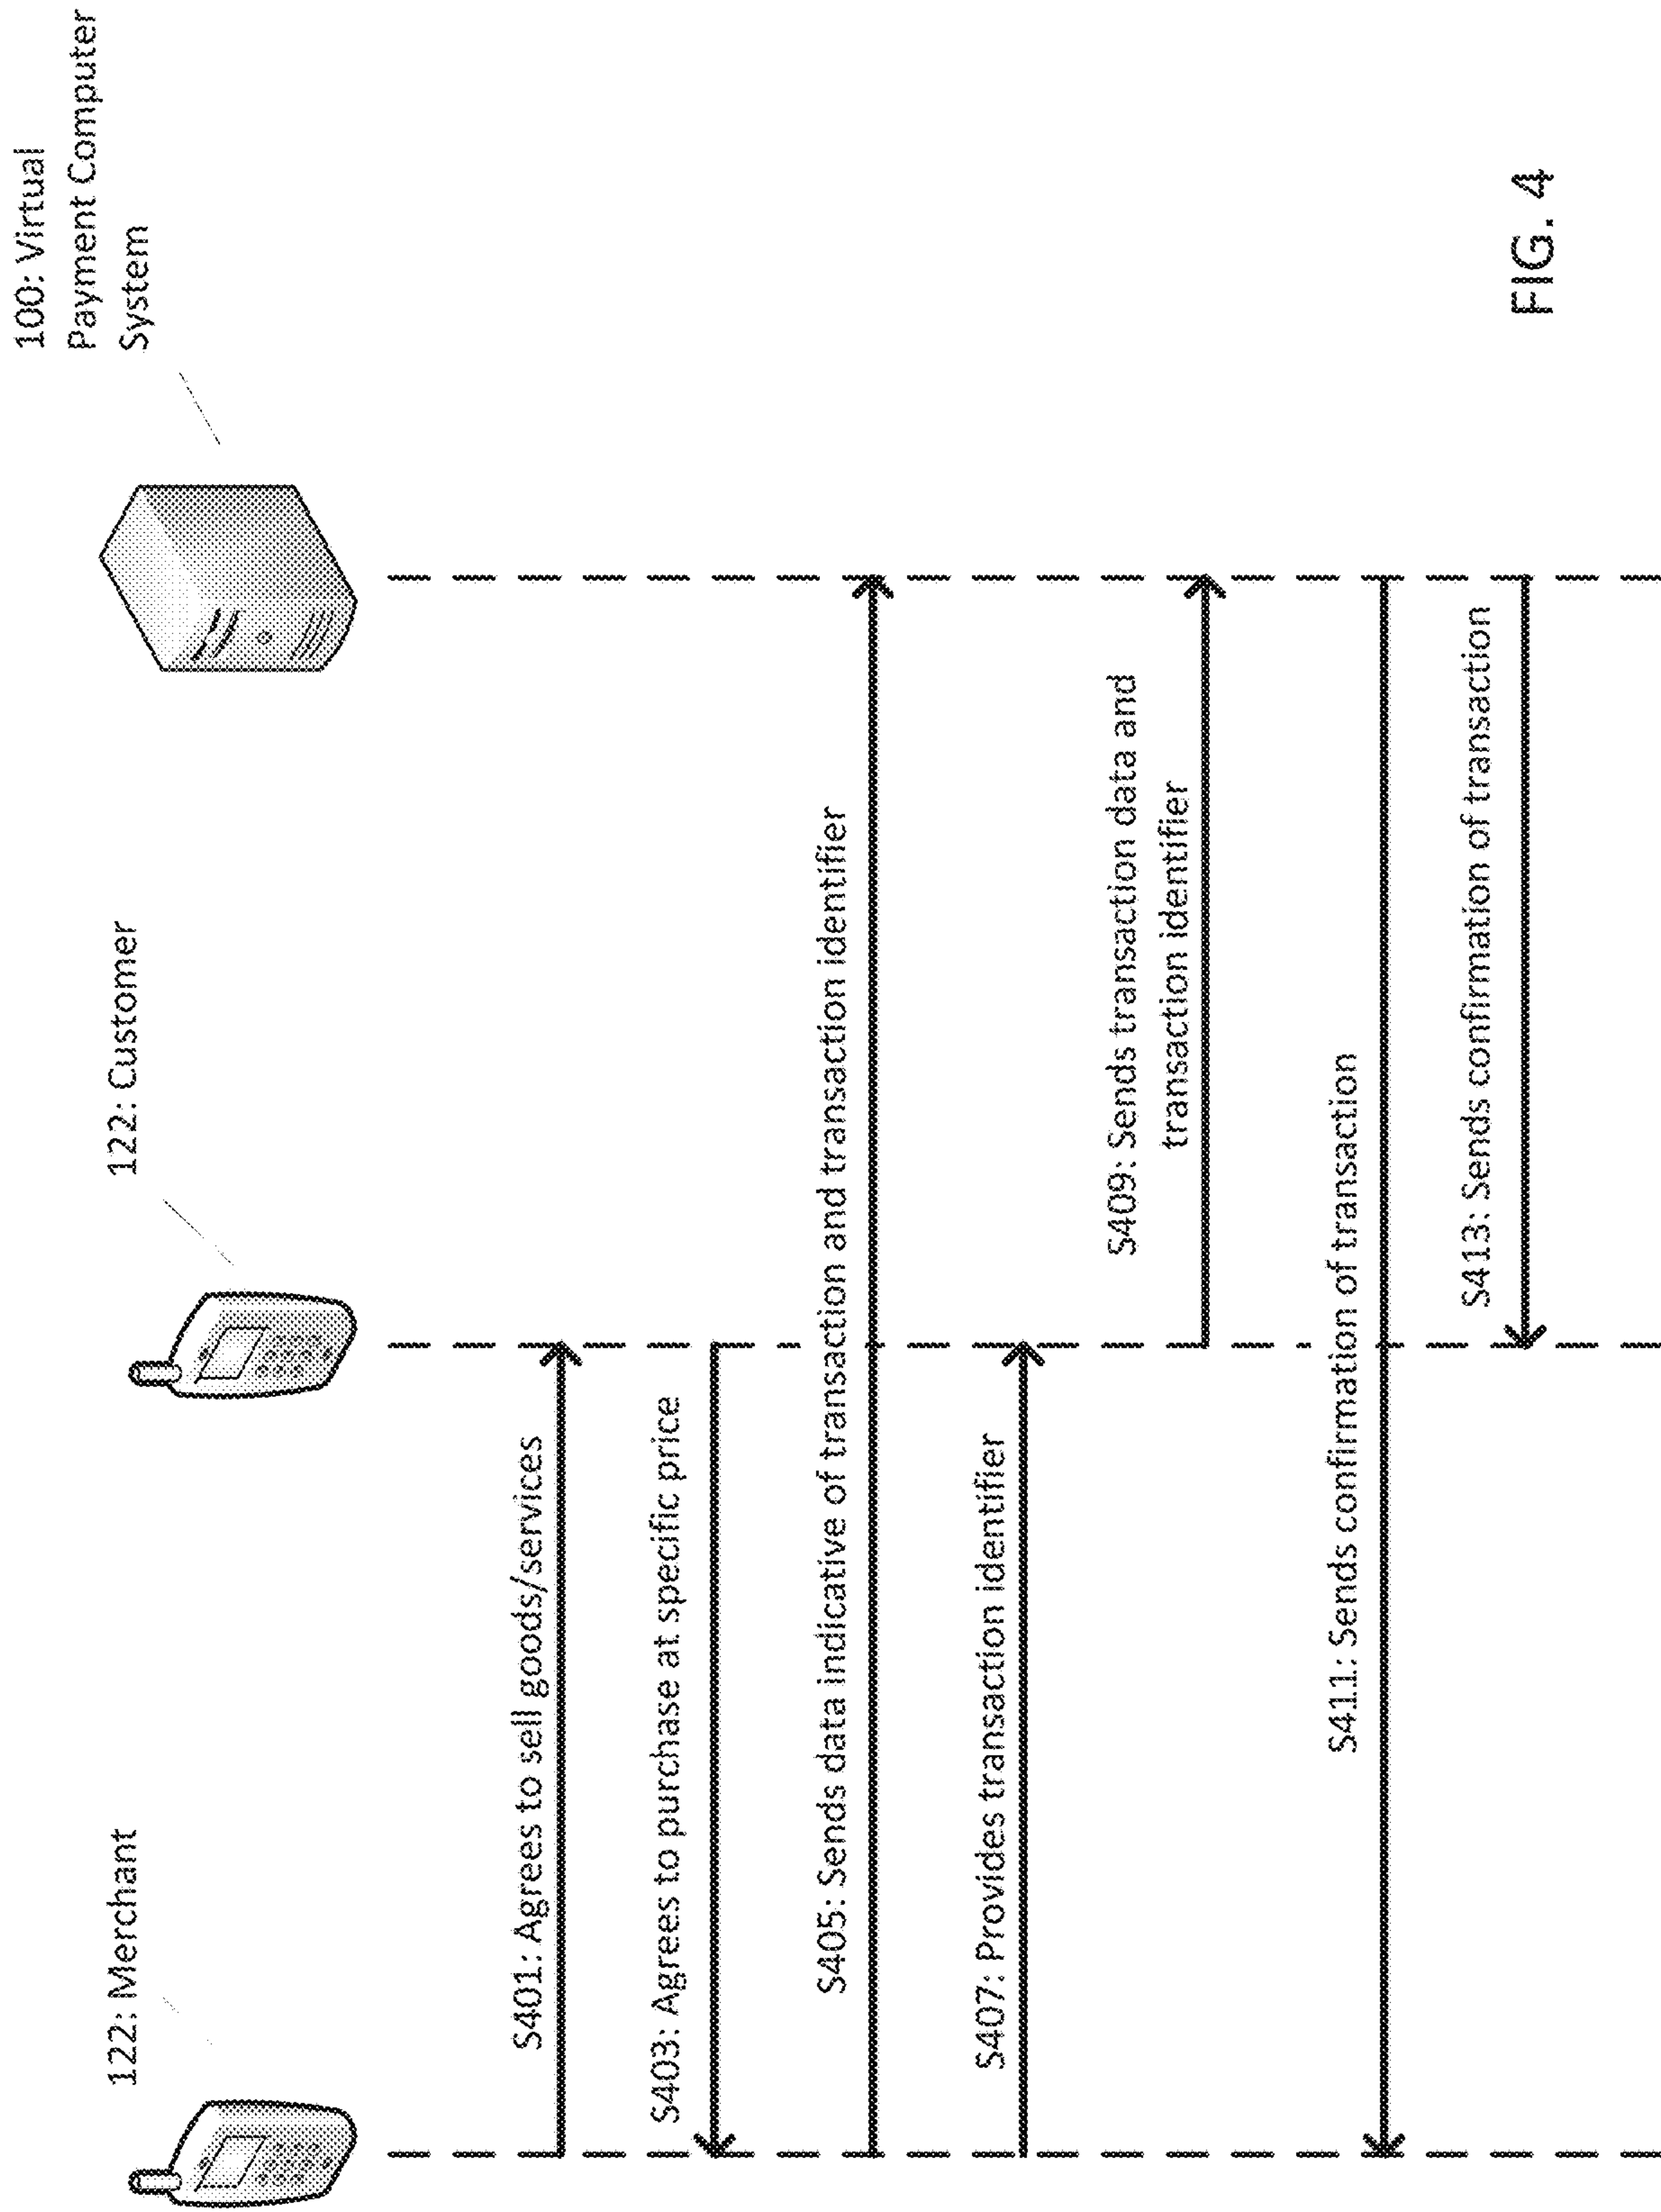 122: Merchant
122: Customer
100: Virtual
Payment Computer
System
S401: Agrees to sell goods/services
S403: Agrees to purchase at specific price
S405: Sends data indicative of transaction and transaction identifier
S407: Provides transaction identifier
S409: Sends transaction data and
transaction identifier
S411: Sends confirmation of transaction
S413: Sends confirmation of transaction
FIG. 4